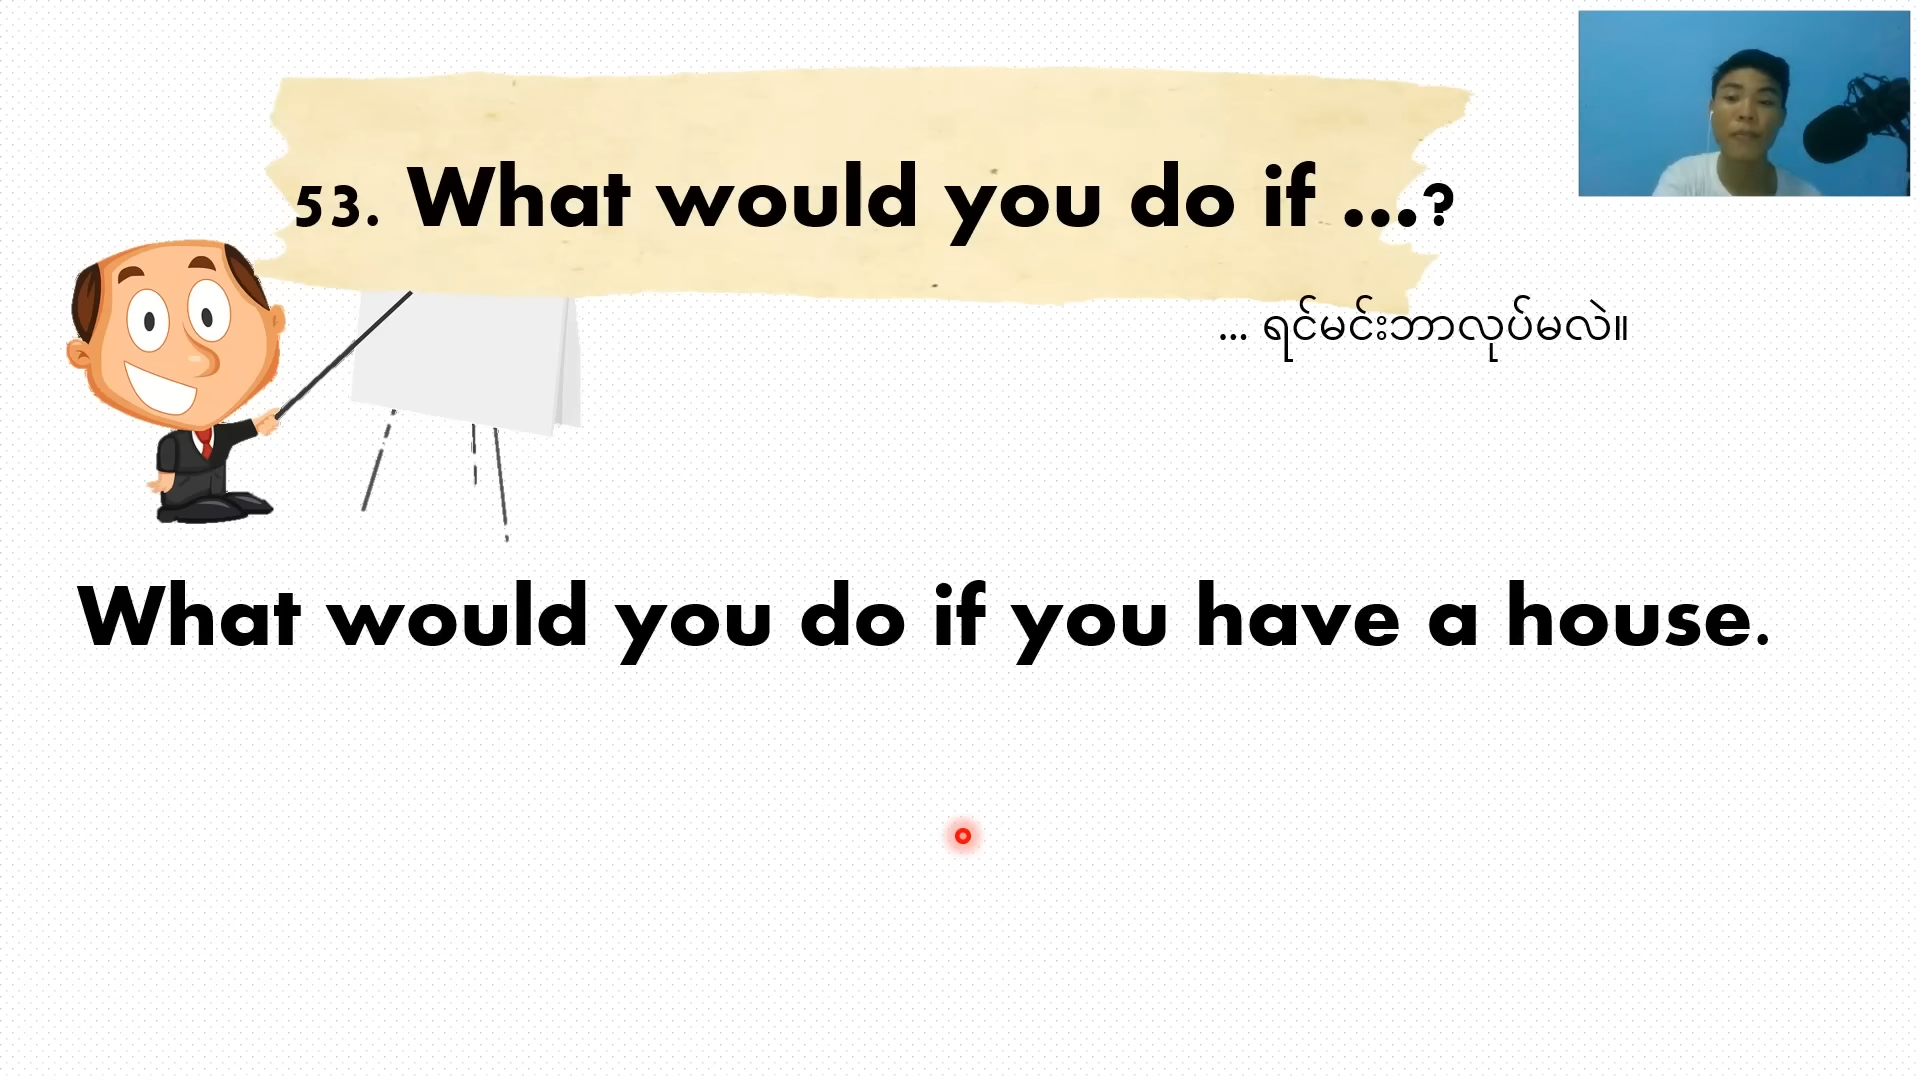 53. What would you do if ...?
... ရင်မင်းဘာလုပ်မလဲ။
What would you do if you have a house.